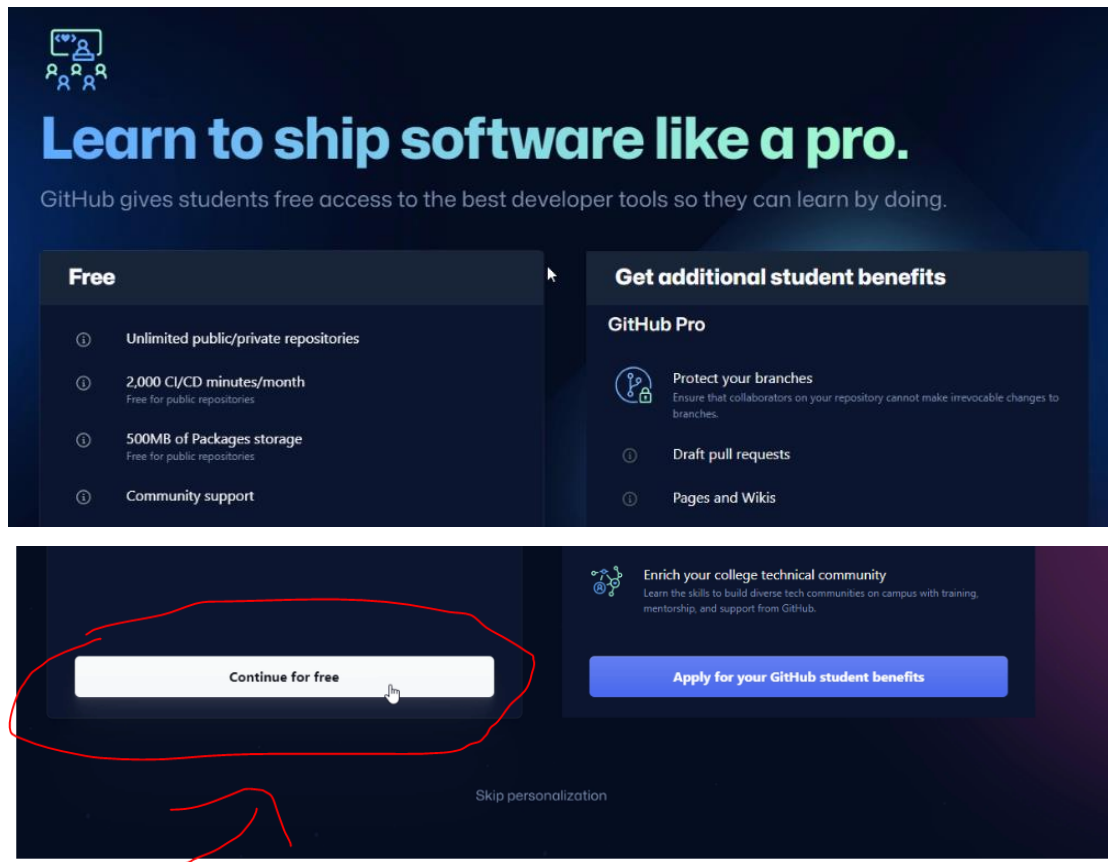 Learn to ship software like a pro.
GitHub gives students free access to the best developer tools so they can learn by doing.
Free
Unlimited public/private repositories
2,000 CI/CD minutes/month
Free for public repositories
500MB of Packages storage
Free for public repositories
Community support
Get additional student benefits
GitHub Pro
Protect your branches
Ensure that collaborators on your repository cannot make irrevocable changes to
branches.
Draft pull requests
Pages and Wikis
Enrich your college technical community
Learn the skills to build diverse tech communities on campus with training,
mentorship, and support from GitHub.
Continue for free
Apply for your GitHub student benefits
Skip personalization